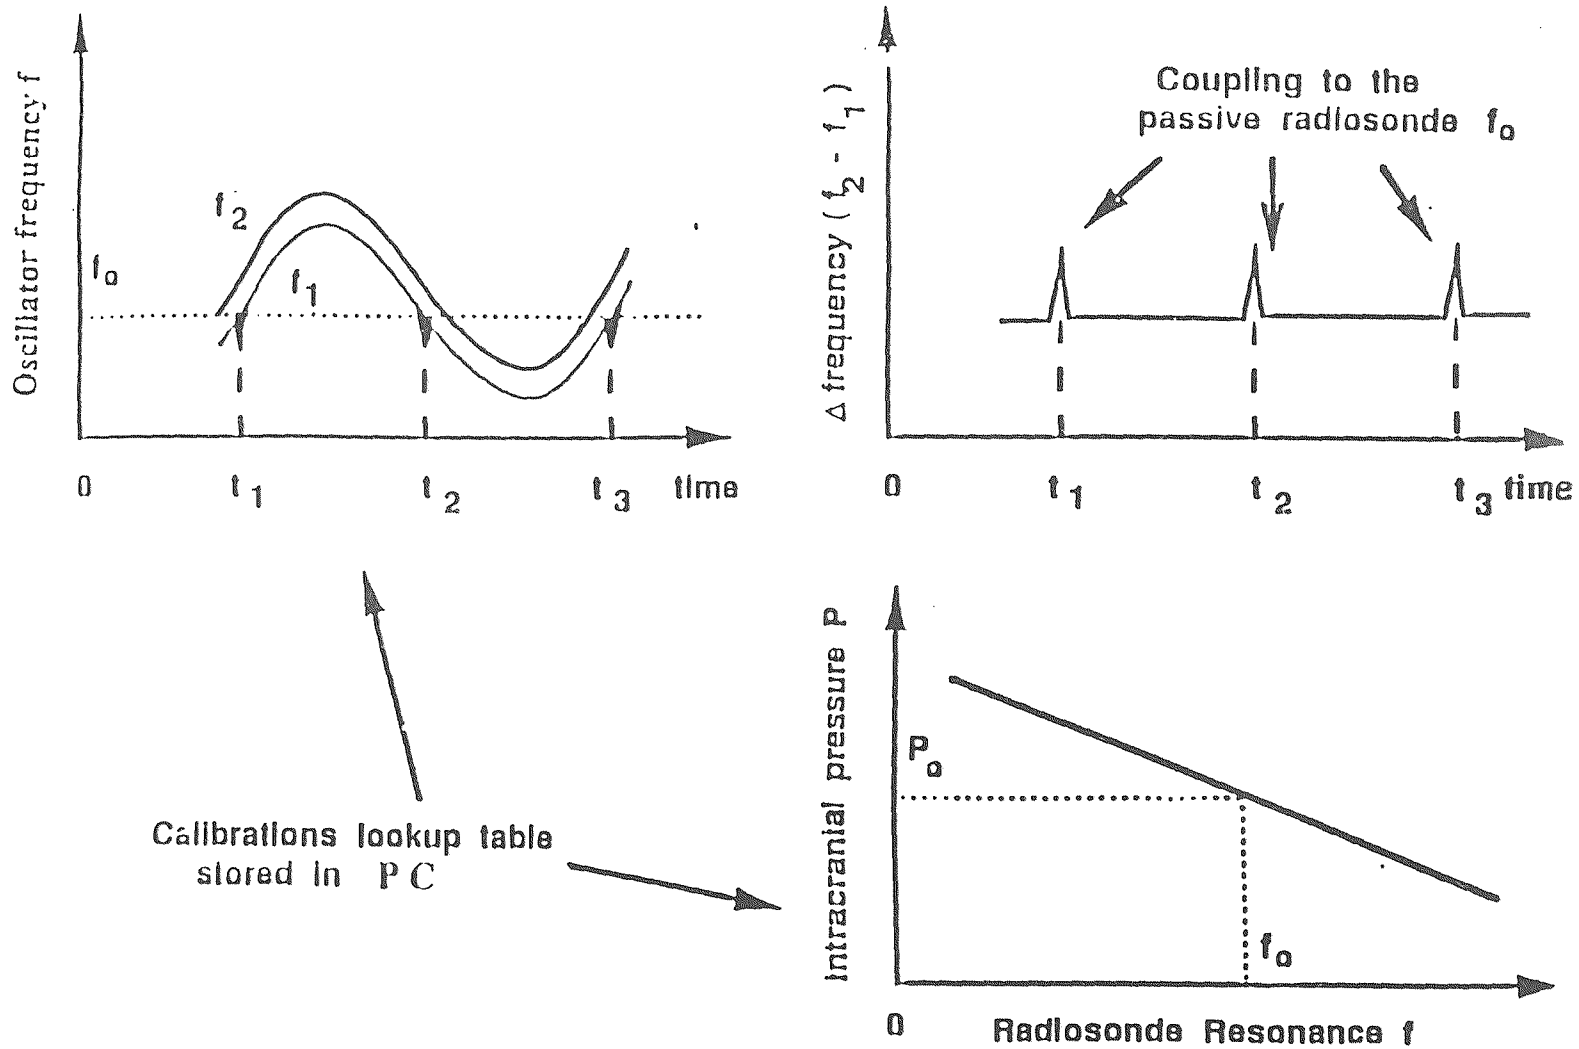 Oscillator frequency f
f2
f1
fo
0 t1 t2 t3 time
Δ frequency ( f2 - f1 )
Coupling to the
passive radiosonde fo
0 t1 t2 t3 time
Calibrations lookup table
stored in PC
Intracranial pressure P
Po
fo
0 Radiosonde Resonance f